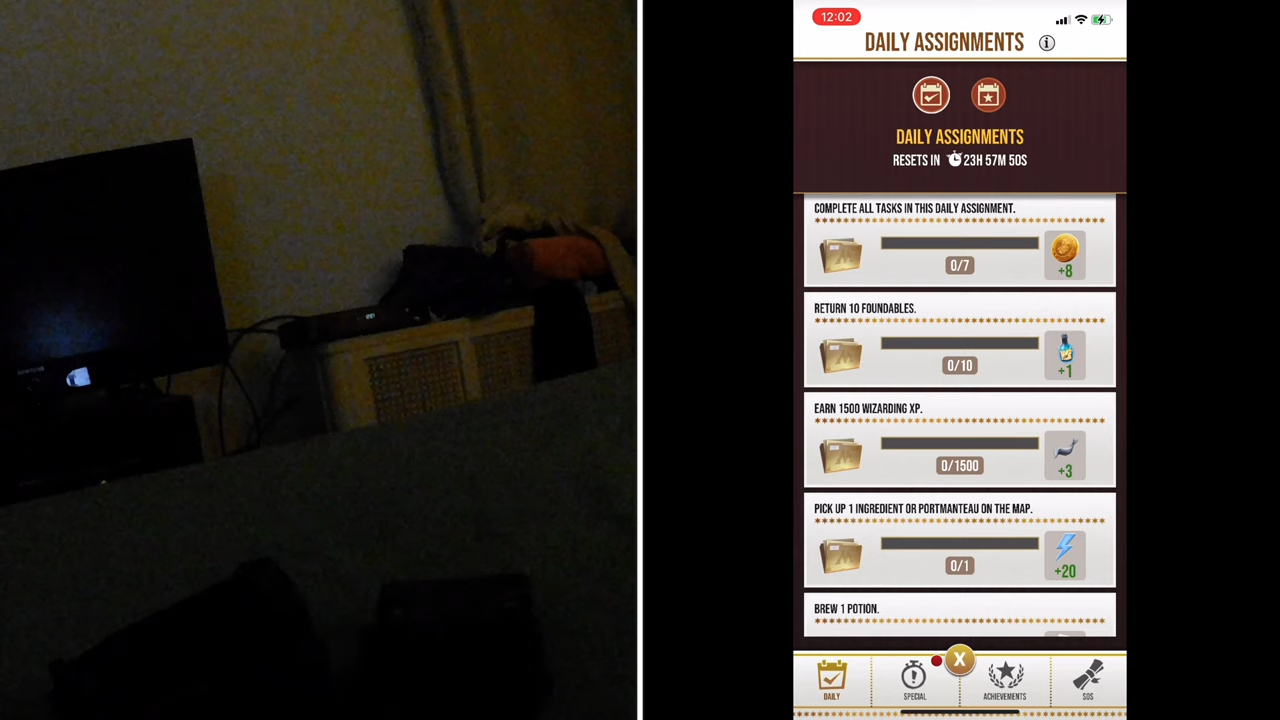 12:02
DAILY ASSIGNMENTS
DAILY ASSIGNMENTS
RESETS IN 23H 57M 50S
COMPLETE ALL TASKS IN THIS DAILY ASSIGNMENT.
0/7
+8
RETURN 10 FOUNDABLES.
0/10
+1
EARN 1500 WIZARDING XP.
0/1500
+3
PICK UP 1 INGREDIENT OR PORTMANTEAU ON THE MAP.
0/1
+20
BREW 1 POTION.
X
DAILY
SPECIAL
ACHIEVEMENTS
SOS